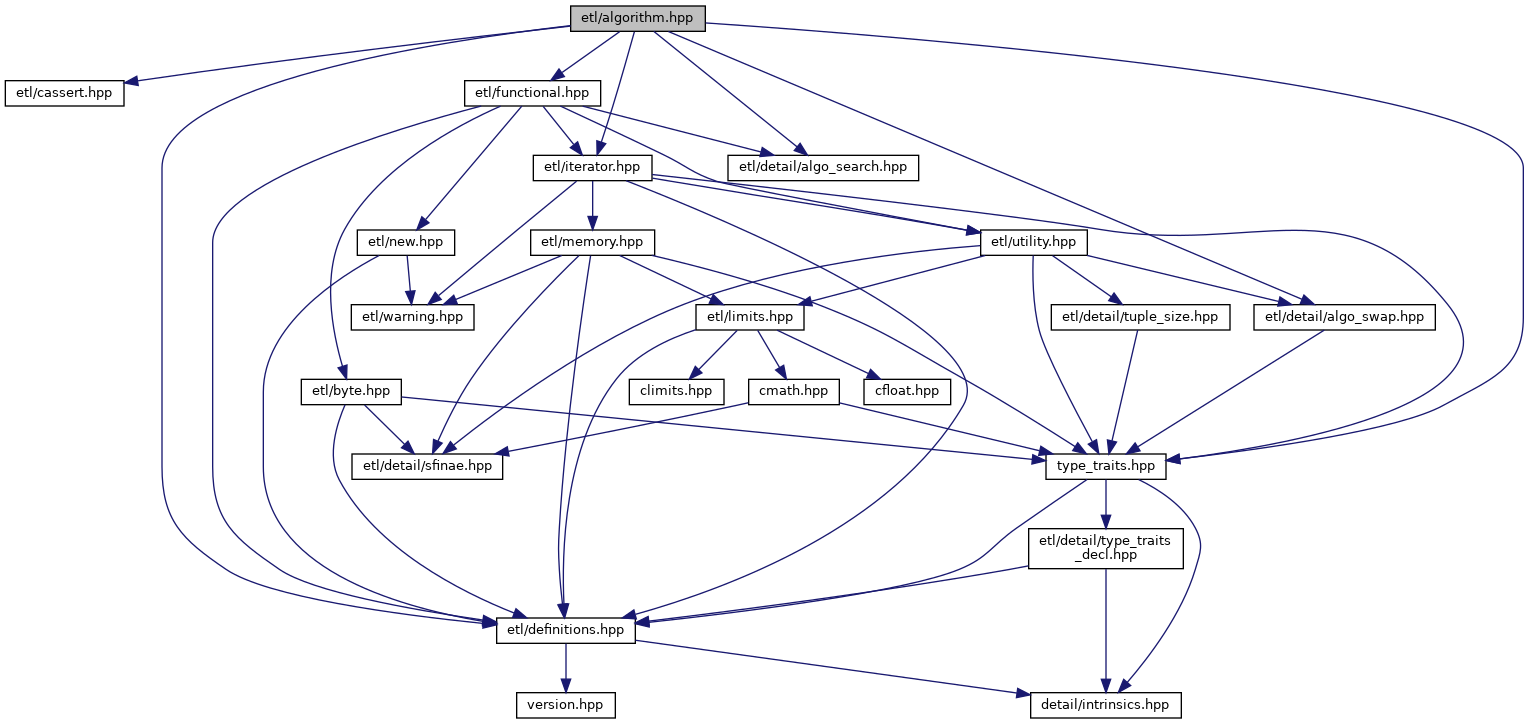 etl/algorithm.hpp
etl/cassert.hpp
etl/functional.hpp
etl/iterator.hpp
etl/detail/algo_search.hpp
etl/new.hpp
etl/memory.hpp
etl/utility.hpp
etl/warning.hpp
etl/limits.hpp
etl/detail/tuple_size.hpp
etl/detail/algo_swap.hpp
etl/byte.hpp
climits.hpp
cmath.hpp
cfloat.hpp
etl/detail/sfinae.hpp
type_traits.hpp
etl/detail/type_traits
_decl.hpp
etl/definitions.hpp
version.hpp
detail/intrinsics.hpp